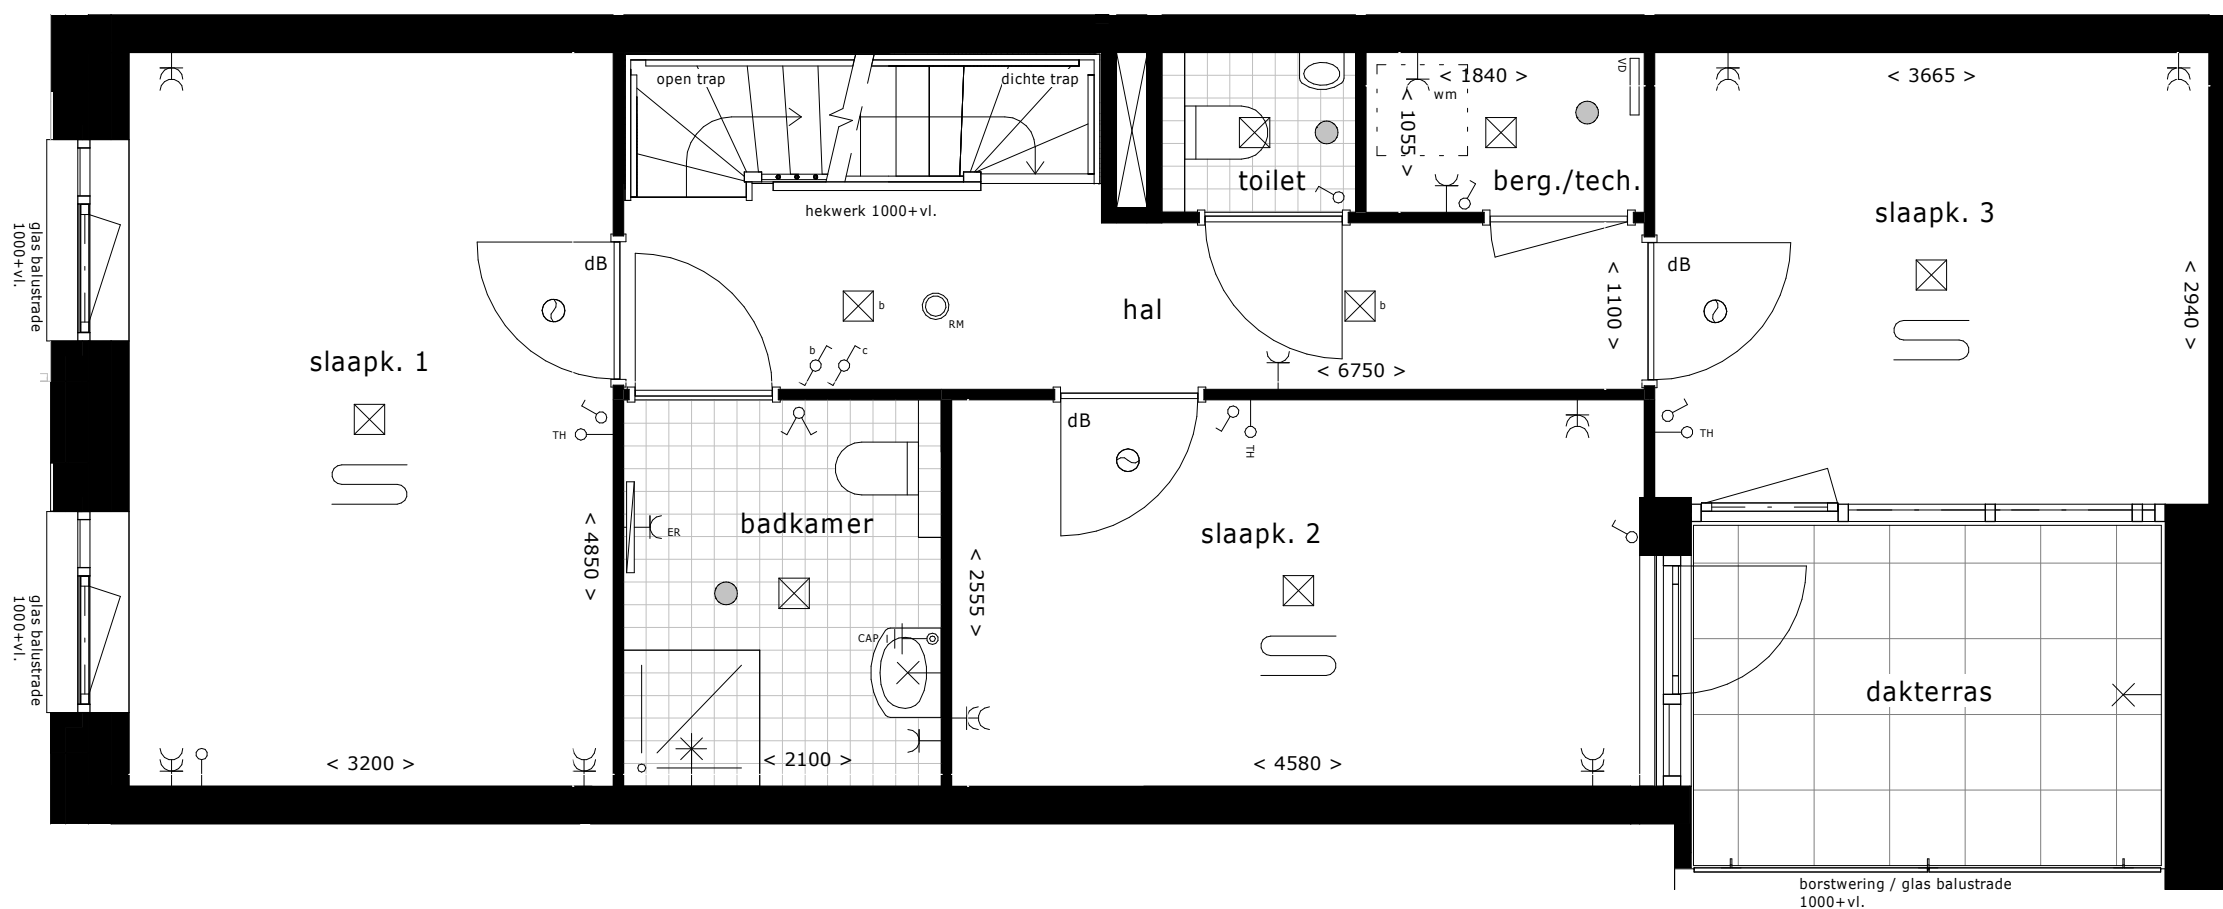 open trap
dichte trap
hekwerk 1000+vl.
< 1840 >
wm
< 1055 >
VD
toilet
berg./tech.
< 3665 >
slaapk. 3
glas balustrade
1000+vl.
dB
b
RM
hal
b
< 1100 >
dB
< 2940 >
slaapk. 1
b
c
< 6750 >
TH
dB
TH
TH
< 4850 >
ER
badkamer
< 2555 >
slaapk. 2
glas balustrade
1000+vl.
CAP
dakterras
< 3200 >
< 2100 >
< 4580 >
borstwering / glas balustrade
1000+vl.